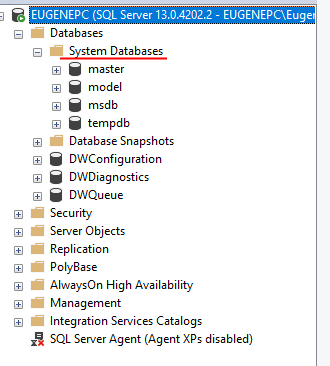 EUGENEPC (SQL Server 13.0.4202.2 - EUGENEPC\Eugen
Databases
System Databases
master
model
msdb
tempdb
Database Snapshots
DWConfiguration
DWDiagnostics
DWQueue
Security
Server Objects
Replication
PolyBase
AlwaysOn High Availability
Management
Integration Services Catalogs
SQL Server Agent (Agent XPs disabled)